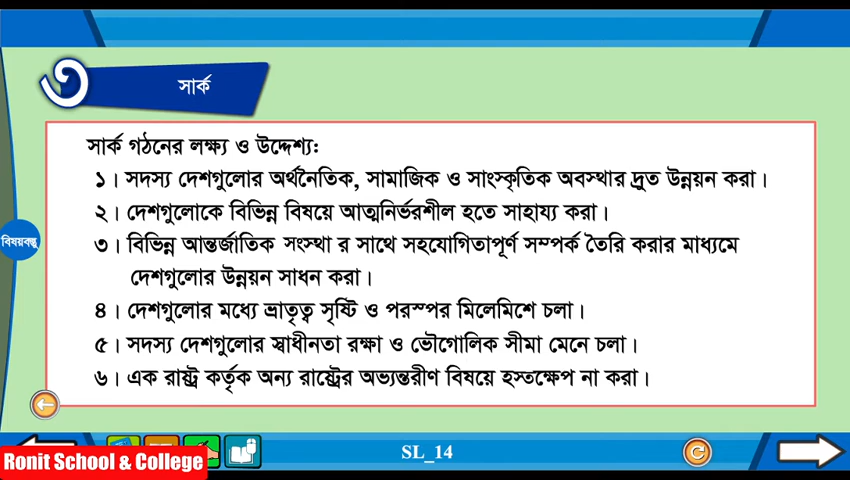 ৩
সার্ক
সার্ক গঠনের লক্ষ্য ও উদ্দেশ্য:
১। সদস্য দেশগুলোর অর্থনৈতিক, সামাজিক ও সাংস্কৃতিক অবস্থার দ্রুত উন্নয়ন করা।
২। দেশগুলোকে বিভিন্ন বিষয়ে আত্মনির্ভরশীল হতে সাহায্য করা।
৩। বিভিন্ন আন্তর্জাতিক সংস্থা র সাথে সহযোগিতাপূর্ণ সম্পর্ক তৈরি করার মাধ্যমে
দেশগুলোর উন্নয়ন সাধন করা।
৪। দেশগুলোর মধ্যে ভ্রাতৃত্ব সৃষ্টি ও পরস্পর মিলেমিশে চলা।
৫। সদস্য দেশগুলোর স্বাধীনতা রক্ষা ও ভৌগোলিক সীমা মেনে চলা।
৬। এক রাষ্ট্র কর্তৃক অন্য রাষ্ট্রের অভ্যন্তরীণ বিষয়ে হস্তক্ষেপ না করা।
বিষয়বস্তু
SL_14
Ronit School & College